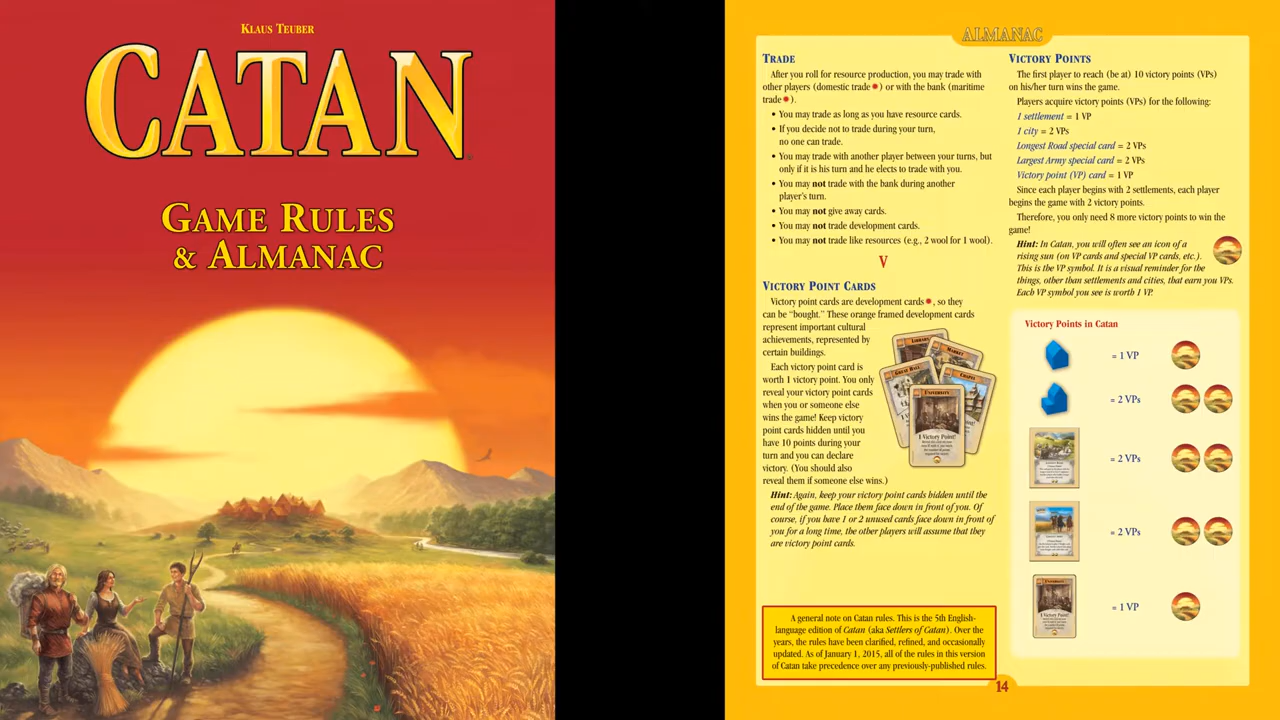 KLAUS TEUBER
CATAN
GAME RULES
& ALMANAC
ALMANAC
TRADE
After you roll for resource production, you may trade with
other players (domestic trade*) or with the bank (maritime
trade*).
• You may trade as long as you have resource cards.
• If you decide not to trade during your turn,
no one can trade.
• You may trade with another player between your turns, but
only if it is his turn and he elects to trade with you.
• You may not trade with the bank during another
player's turn.
• You may not give away cards.
• You may not trade development cards.
• You may not trade like resources (e.g., 2 wool for 1 wool).
V
VICTORY POINT CARDS
Victory point cards are development cards*, so they
can be "bought." These orange framed development cards
represent important cultural
achievements, represented by
certain buildings.
Each victory point card is
worth 1 victory point. You only
reveal your victory point cards
when you or someone else
wins the game! Keep victory
point cards hidden until you
have 10 points during your
turn and you can declare
victory. (You should also
reveal them if someone else wins.)
LIBRARY
MARKET
GREAT HALL
CHAPEL
UNIVERSITY
1 Victory Point!
Hint: Again, keep your victory point cards hidden until the
end of the game. Place them face down in front of you. Of
course, if you have 1 or 2 unused cards face down in front of
you for a long time, the other players will assume that they
are victory point cards.
A general note on Catan rules. This is the 5th English-
language edition of Catan (aka Settlers of Catan). Over the
years, the rules have been clarified, refined, and occasionally
updated. As of January 1, 2015, all of the rules in this version
of Catan take precedence over any previously-published rules.
VICTORY POINTS
The first player to reach (be at) 10 victory points (VPs)
on his/her turn wins the game.
Players acquire victory points (VPs) for the following:
1 settlement = 1 VP
1 city = 2 VPs
Longest Road special card = 2 VPs
Largest Army special card = 2 VPs
Victory point (VP) card = 1 VP
Since each player begins with 2 settlements, each player
begins the game with 2 victory points.
Therefore, you only need 8 more victory points to win the
game!
Hint: In Catan, you will often see an icon of a
rising sun (on VP cards and special VP cards, etc.).
This is the VP symbol. It is a visual reminder for the
things, other than settlements and cities, that earn you VPs.
Each VP symbol you see is worth 1 VP.
Victory Points in Catan
= 1 VP
= 2 VPs
= 2 VPs
= 2 VPs
UNIVERSITY
1 Victory Point!
= 1 VP
14